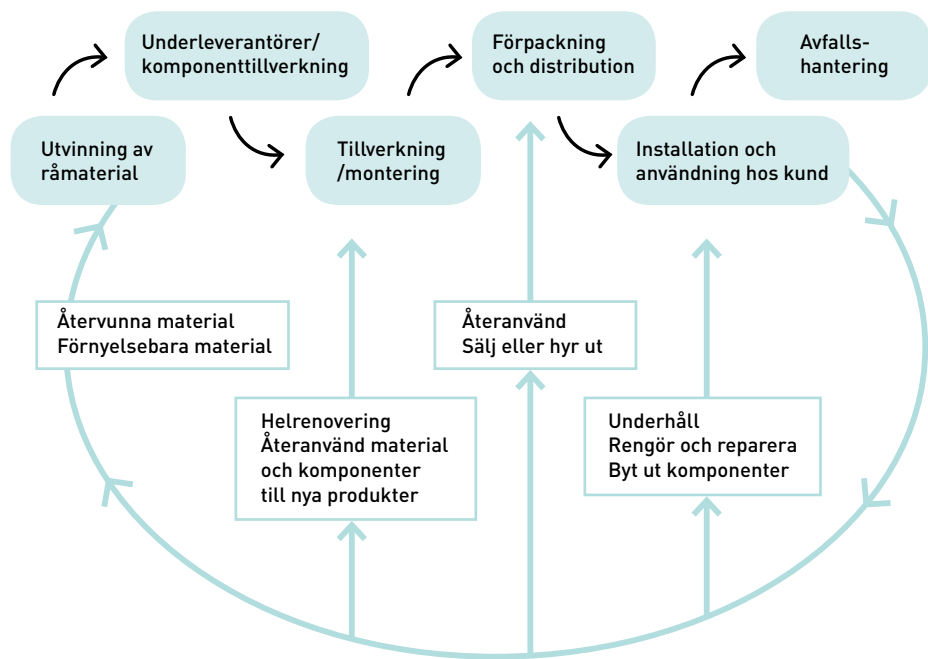 Underleverantörer/
komponenttillverkning
Förpackning
och distribution
Avfalls-
hantering
Utvinning av
råmaterial
Tillverkning
/montering
Installation och
användning hos kund
Återvunna material
Förnyelsebara material
Återanvänd
Sälj eller hyr ut
Helrenovering
Återanvänd material
och komponenter
till nya produkter
Underhåll
Rengör och reparera
Byt ut komponenter